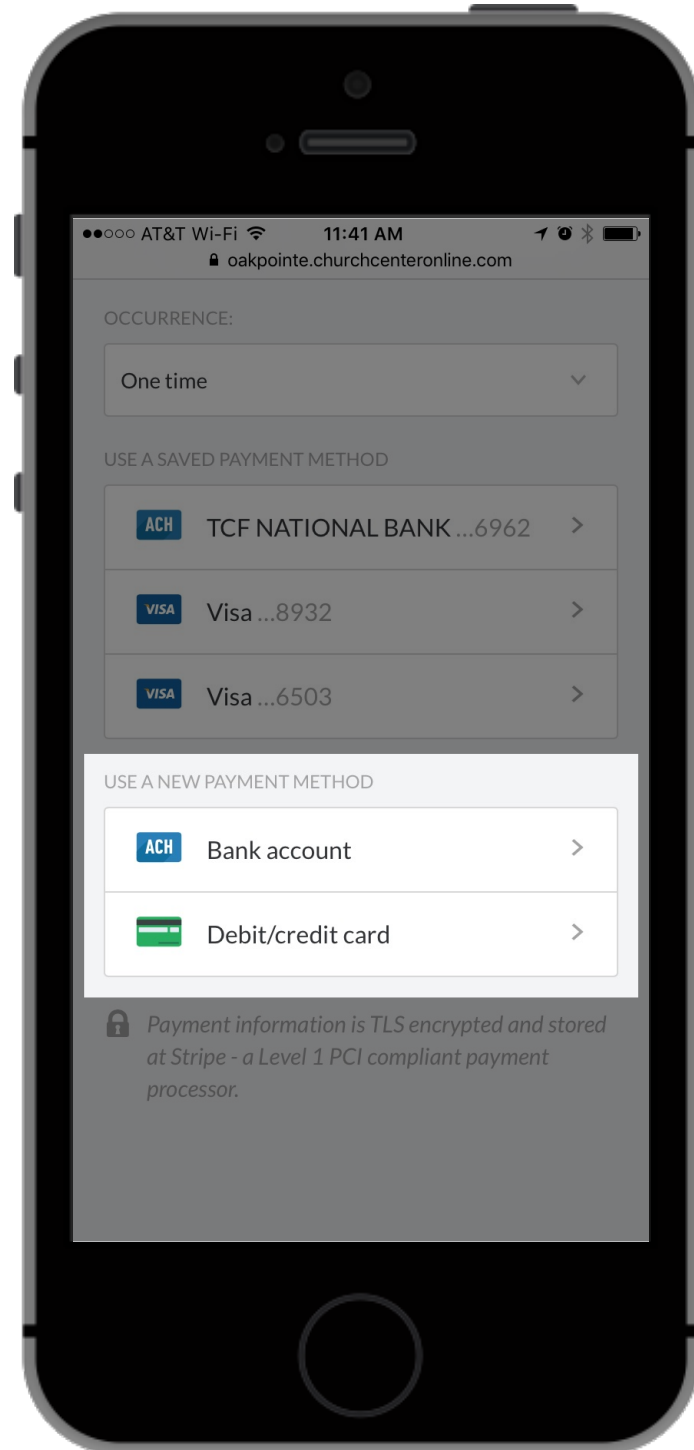 AT&T Wi-Fi 11:41 AM
oakpointe.churchcenteronline.com
OCCURRENCE:
One time
USE A SAVED PAYMENT METHOD
ACH TCF NATIONAL BANK ...6962
VISA Visa ...8932
VISA Visa ...6503
USE A NEW PAYMENT METHOD
ACH Bank account
Debit/credit card
Payment information is TLS encrypted and stored
at Stripe - a Level 1 PCI compliant payment
processor.